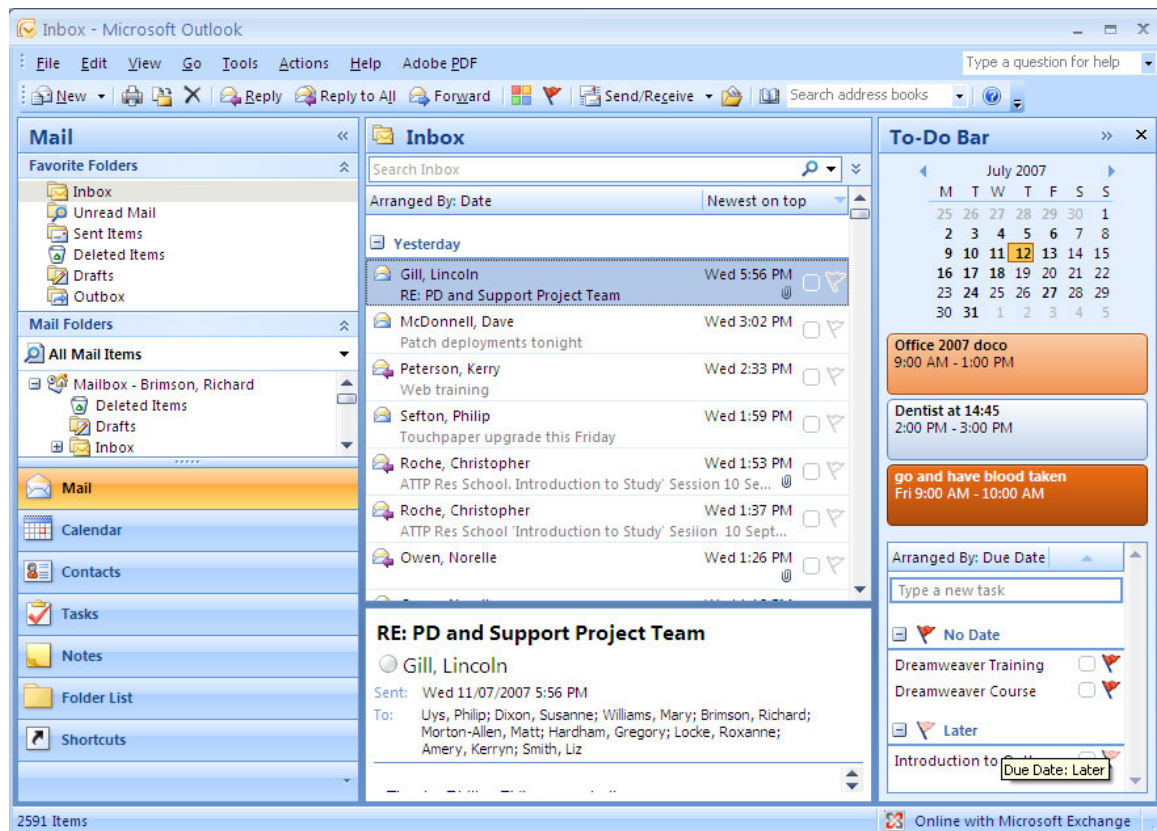 Inbox - Microsoft Outlook
File Edit View Go Tools Actions Help Adobe PDF
Type a question for help
New Reply Reply to All Forward Send/Receive Search address books
Mail
Favorite Folders
Inbox
Unread Mail
Sent Items
Deleted Items
Drafts
Outbox
Mail Folders
All Mail Items
Mailbox - Brimson, Richard
Deleted Items
Drafts
Inbox
Mail
Calendar
Contacts
Tasks
Notes
Folder List
Shortcuts
Inbox
Search Inbox
Arranged By: Date Newest on top
Yesterday
Gill, Lincoln Wed 5:56 PM
RE: PD and Support Project Team
McDonnell, Dave Wed 3:02 PM
Patch deployments tonight
Peterson, Kerry Wed 2:33 PM
Web training
Sefton, Philip Wed 1:59 PM
Touchpaper upgrade this Friday
Roche, Christopher Wed 1:53 PM
ATTP Res School. Introduction to Study' Session 10 Se...
Roche, Christopher Wed 1:37 PM
ATTP Res School 'Introduction to Study' Sesiion 10 Sept...
Owen, Norelle Wed 1:26 PM
RE: PD and Support Project Team
Gill, Lincoln
Sent: Wed 11/07/2007 5:56 PM
To: Uys, Philip; Dixon, Susanne; Williams, Mary; Brimson, Richard;
Morton-Allen, Matt; Hardham, Gregory; Locke, Roxanne;
Amery, Kerryn; Smith, Liz
To-Do Bar
July 2007
M T W T F S S
25 26 27 28 29 30 1
2 3 4 5 6 7 8
9 10 11 12 13 14 15
16 17 18 19 20 21 22
23 24 25 26 27 28 29
30 31 1 2 3 4 5
Office 2007 doco
9:00 AM - 1:00 PM
Dentist at 14:45
2:00 PM - 3:00 PM
go and have blood taken
Fri 9:00 AM - 10:00 AM
Arranged By: Due Date
Type a new task
No Date
Dreamweaver Training
Dreamweaver Course
Later
Introduction to
Due Date: Later
2591 Items
Online with Microsoft Exchange